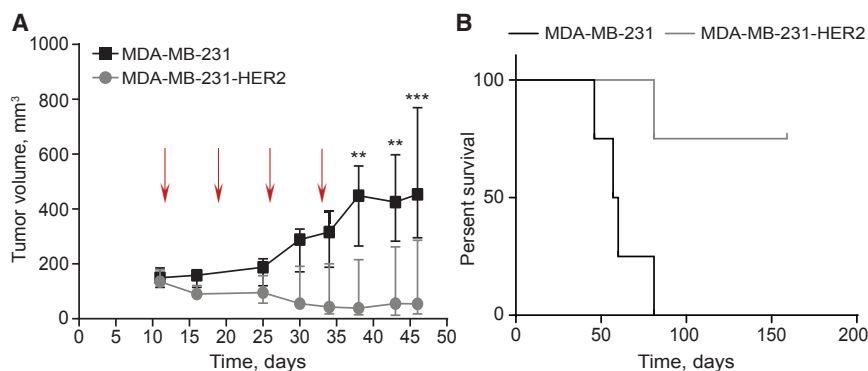 A
MDA-MB-231
MDA-MB-231-HER2
1000
800
600
400
200
0
Tumor volume, mm³
** ** ***
0 5 10 15 20 25 30 35 40 45 50
Time, days
B
MDA-MB-231 MDA-MB-231-HER2
100
50
0
Persent survival
0 50 100 150 200
Time, days